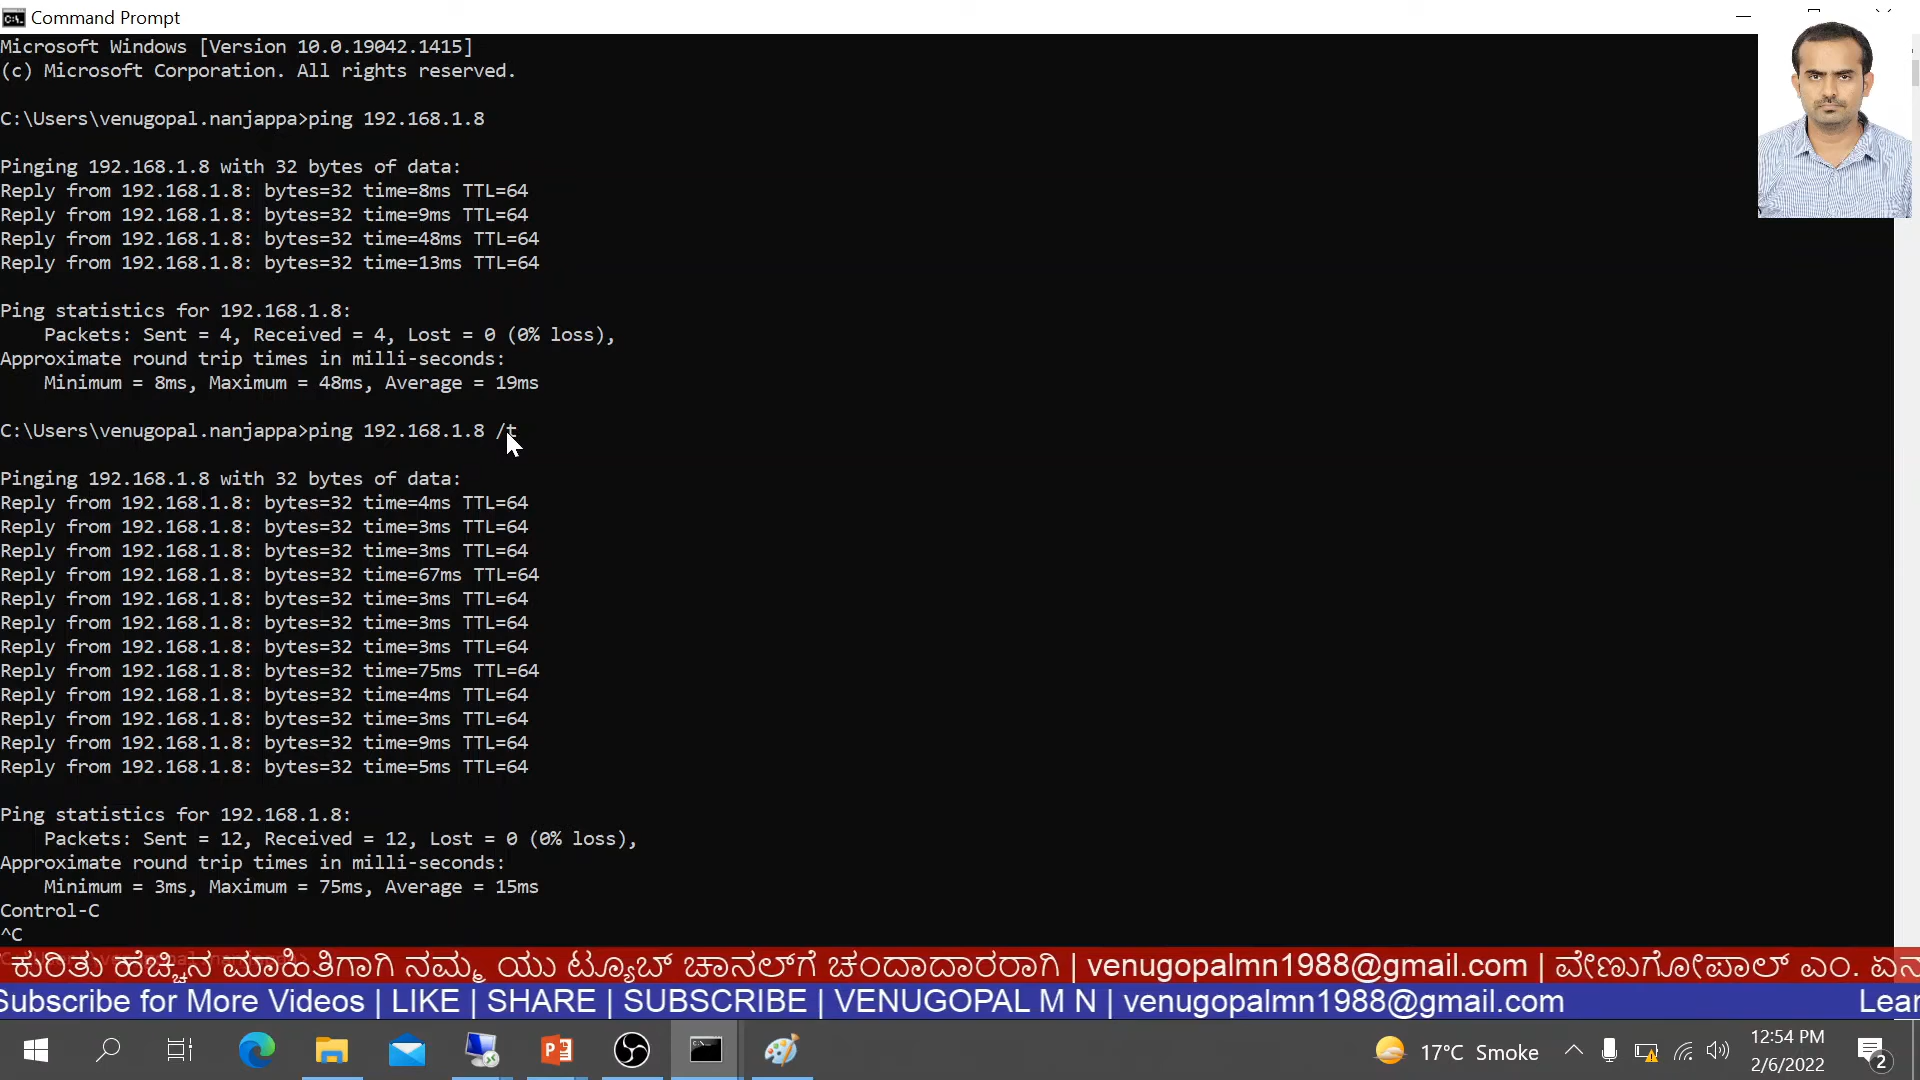 Command Prompt
Microsoft Windows [Version 10.0.19042.1415]
(c) Microsoft Corporation. All rights reserved.
C:\Users\venugopal.nanjappa>ping 192.168.1.8
Pinging 192.168.1.8 with 32 bytes of data:
Reply from 192.168.1.8: bytes=32 time=8ms TTL=64
Reply from 192.168.1.8: bytes=32 time=9ms TTL=64
Reply from 192.168.1.8: bytes=32 time=48ms TTL=64
Reply from 192.168.1.8: bytes=32 time=13ms TTL=64
Ping statistics for 192.168.1.8:
Packets: Sent = 4, Received = 4, Lost = 0 (0% loss),
Approximate round trip times in milli-seconds:
Minimum = 8ms, Maximum = 48ms, Average = 19ms
C:\Users\venugopal.nanjappa>ping 192.168.1.8 /t
Pinging 192.168.1.8 with 32 bytes of data:
Reply from 192.168.1.8: bytes=32 time=4ms TTL=64
Reply from 192.168.1.8: bytes=32 time=3ms TTL=64
Reply from 192.168.1.8: bytes=32 time=3ms TTL=64
Reply from 192.168.1.8: bytes=32 time=67ms TTL=64
Reply from 192.168.1.8: bytes=32 time=3ms TTL=64
Reply from 192.168.1.8: bytes=32 time=3ms TTL=64
Reply from 192.168.1.8: bytes=32 time=3ms TTL=64
Reply from 192.168.1.8: bytes=32 time=75ms TTL=64
Reply from 192.168.1.8: bytes=32 time=4ms TTL=64
Reply from 192.168.1.8: bytes=32 time=3ms TTL=64
Reply from 192.168.1.8: bytes=32 time=9ms TTL=64
Reply from 192.168.1.8: bytes=32 time=5ms TTL=64
Ping statistics for 192.168.1.8:
Packets: Sent = 12, Received = 12, Lost = 0 (0% loss),
Approximate round trip times in milli-seconds:
Minimum = 3ms, Maximum = 75ms, Average = 15ms
Control-C
^C
ಕುರಿತು ಹೆಚ್ಚಿನ ಮಾಹಿತಿಗಾಗಿ ನಮ್ಮ ಯು ಟ್ಯೂಬ್ ಚಾನಲ್‌ಗೆ ಚಂದಾದಾರರಾಗಿ | venugopalmn1988@gmail.com | ವೇಣುಗೋಪಾಲ್ ಎಂ. ಏನ
Subscribe for More Videos | LIKE | SHARE | SUBSCRIBE | VENUGOPAL M N | venugopalmn1988@gmail.com Lear
17°C Smoke
12:54 PM
2/6/2022
2